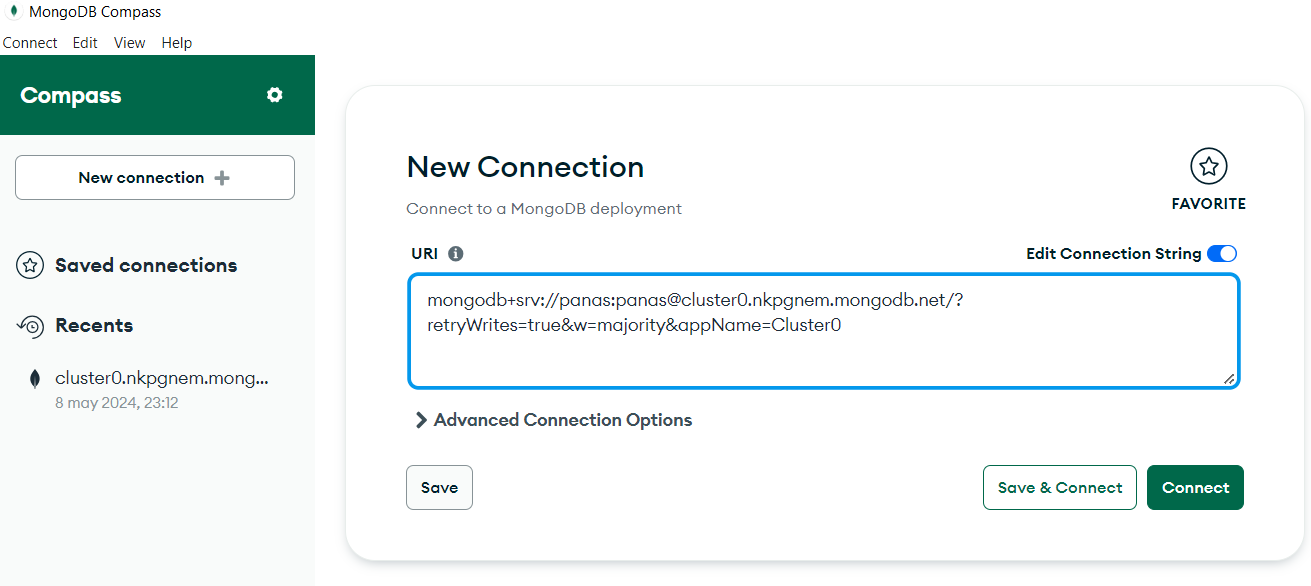 MongoDB Compass
Connect Edit View Help
Compass
New connection
Saved connections
Recents
cluster0.nkpgnem.mong...
8 may 2024, 23:12
New Connection
Connect to a MongoDB deployment
FAVORITE
URI
Edit Connection String
mongodb+srv://panas:panas@cluster0.nkpgnem.mongodb.net/?
retryWrites=true&w=majority&appName=Cluster0
Advanced Connection Options
Save
Save & Connect
Connect